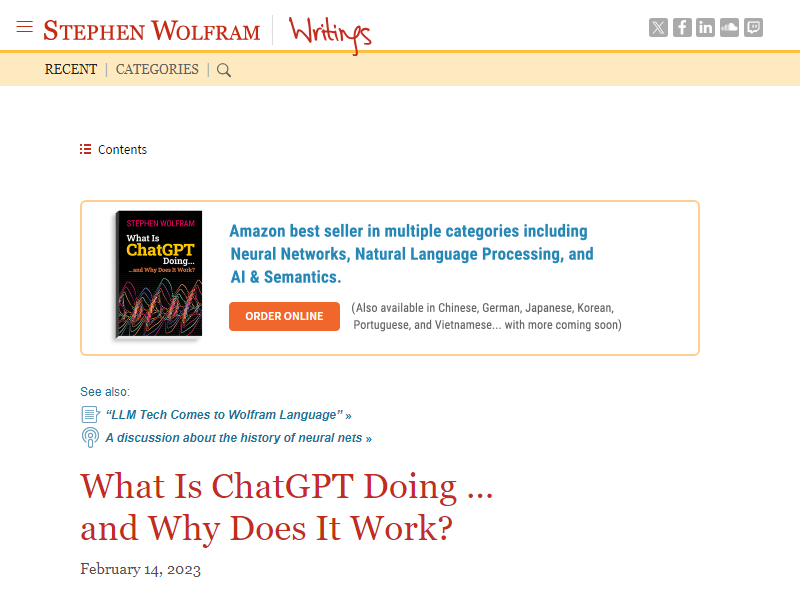 STEPHEN WOLFRAM | Writings
RECENT | CATEGORIES |
Contents
STEPHEN WOLFRAM
What Is
ChatGPT
Doing...
...and Why Does It Work?
Amazon best seller in multiple categories including
Neural Networks, Natural Language Processing, and
AI & Semantics.
ORDER ONLINE
(Also available in Chinese, German, Japanese, Korean,
Portuguese, and Vietnamese... with more coming soon)
See also:
“LLM Tech Comes to Wolfram Language” »
A discussion about the history of neural nets »
What Is ChatGPT Doing ...
and Why Does It Work?
February 14, 2023